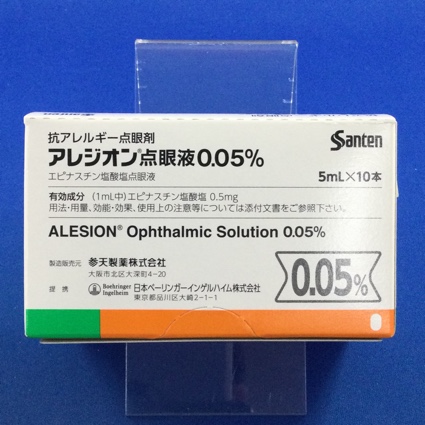 抗アレルギー点眼剤
Santen
アレジオン®点眼液0.05%
エピナスチン塩酸塩点眼液
5mL×10本
有効成分 (1mL中)エピナスチン塩酸塩 0.5mg
用法・用量、効能・効果、使用上の注意等については添付文書をご参照下さい。
ALESION® Ophthalmic Solution 0.05%
製造販売元 参天製薬株式会社
大阪市北区大深町4-20
提携 Boehringer Ingelheim 日本ベーリンガーインゲルハイム株式会社
東京都品川区大崎2-1-1
0.05%